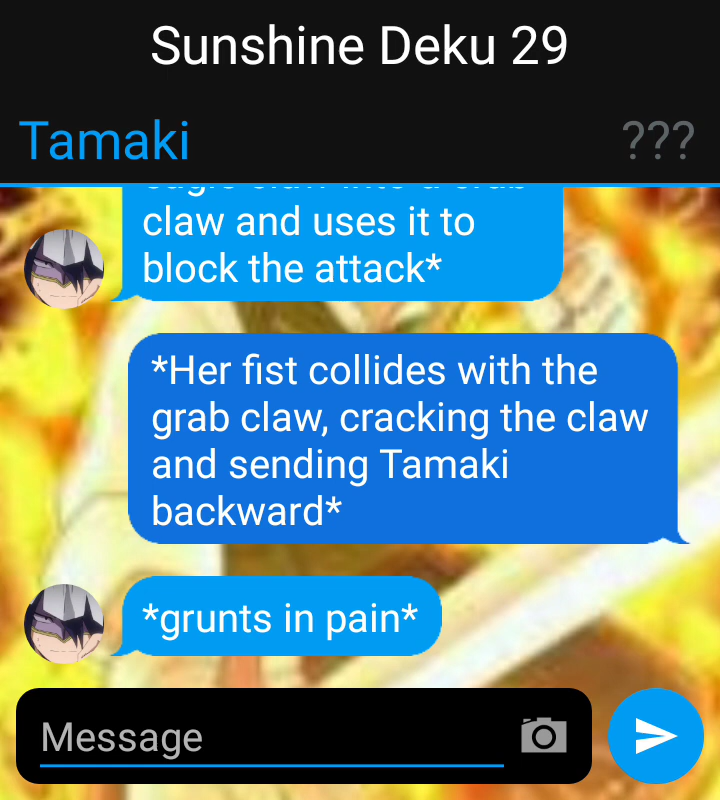 Sunshine Deku 29
Tamaki
???
claw and uses it to
block the attack*
*Her fist collides with the
grab claw, cracking the claw
and sending Tamaki
backward*
*grunts in pain*
Message